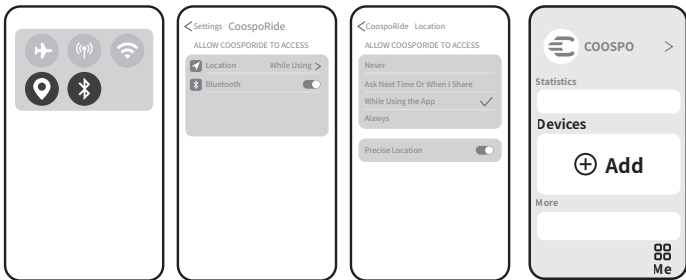 Settings CoospoRide
ALLOW COOSPORIDE TO ACCESS
Location While Using >
Bluetooth
CoospoRide Location
ALLOW COOSPORIDE TO ACCESS
Never
Ask Next Time Or When I Share
While Using the App
Alawys
Precise Location
COOSPO >
Statistics
Devices
Add
More
Me